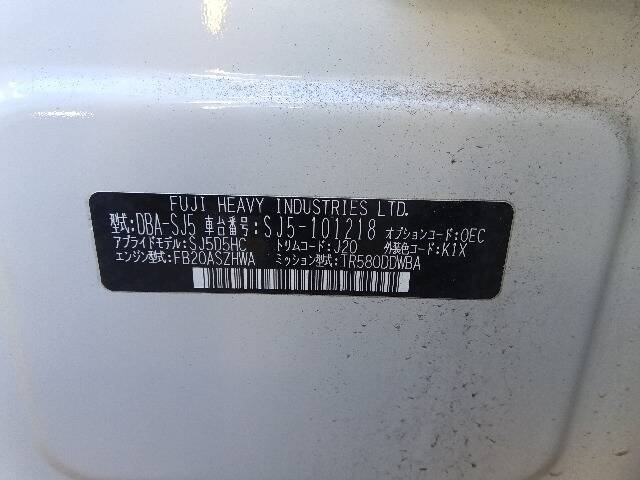 FUJI HEAVY INDUSTRIES LTD.
型式:DBA-SJ5 車台番号:SJ5-101218 オプションコード:OEC
アプライドモデル:SJ5D5HC トリムコード:J20 外装色コード:K1X
エンジン型式:FB20ASZHWA ミッション型式:TR580DDWBA